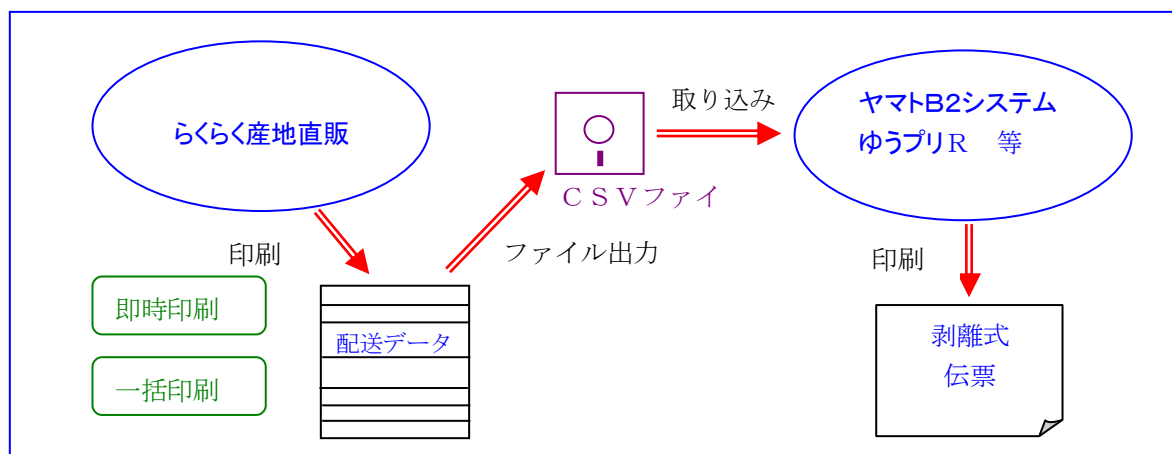 らくらく産地直販
取り込み
ヤマトB2システム
ゆうプリR 等
CSVファイ
印刷
ファイル出力
印刷
即時印刷
配送データ
剥離式
伝票
一括印刷